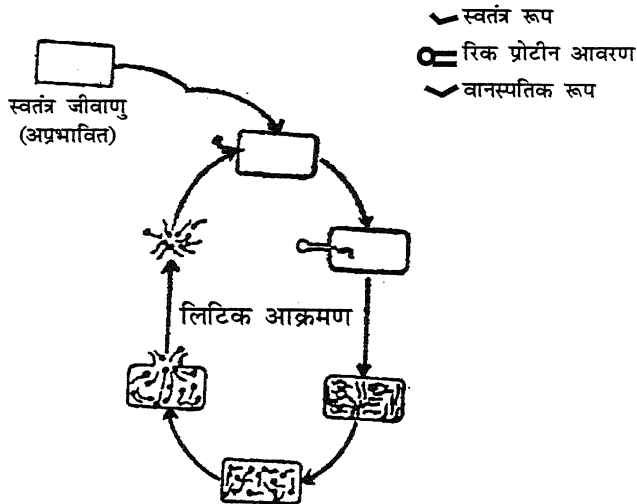 स्वतंत्र रूप
रिक प्रोटीन आवरण
वानस्पतिक रूप
स्वतंत्र जीवाणु
(अप्रभावित)
लिटिक आक्रमण